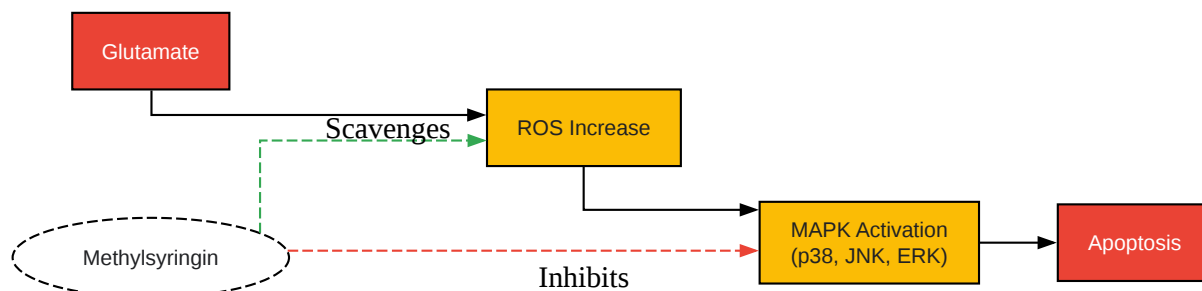 Glutamate
ROS Increase
Scavenges
MAPK Activation
(p38, JNK, ERK)
Apoptosis
Methylsyringin
Inhibits